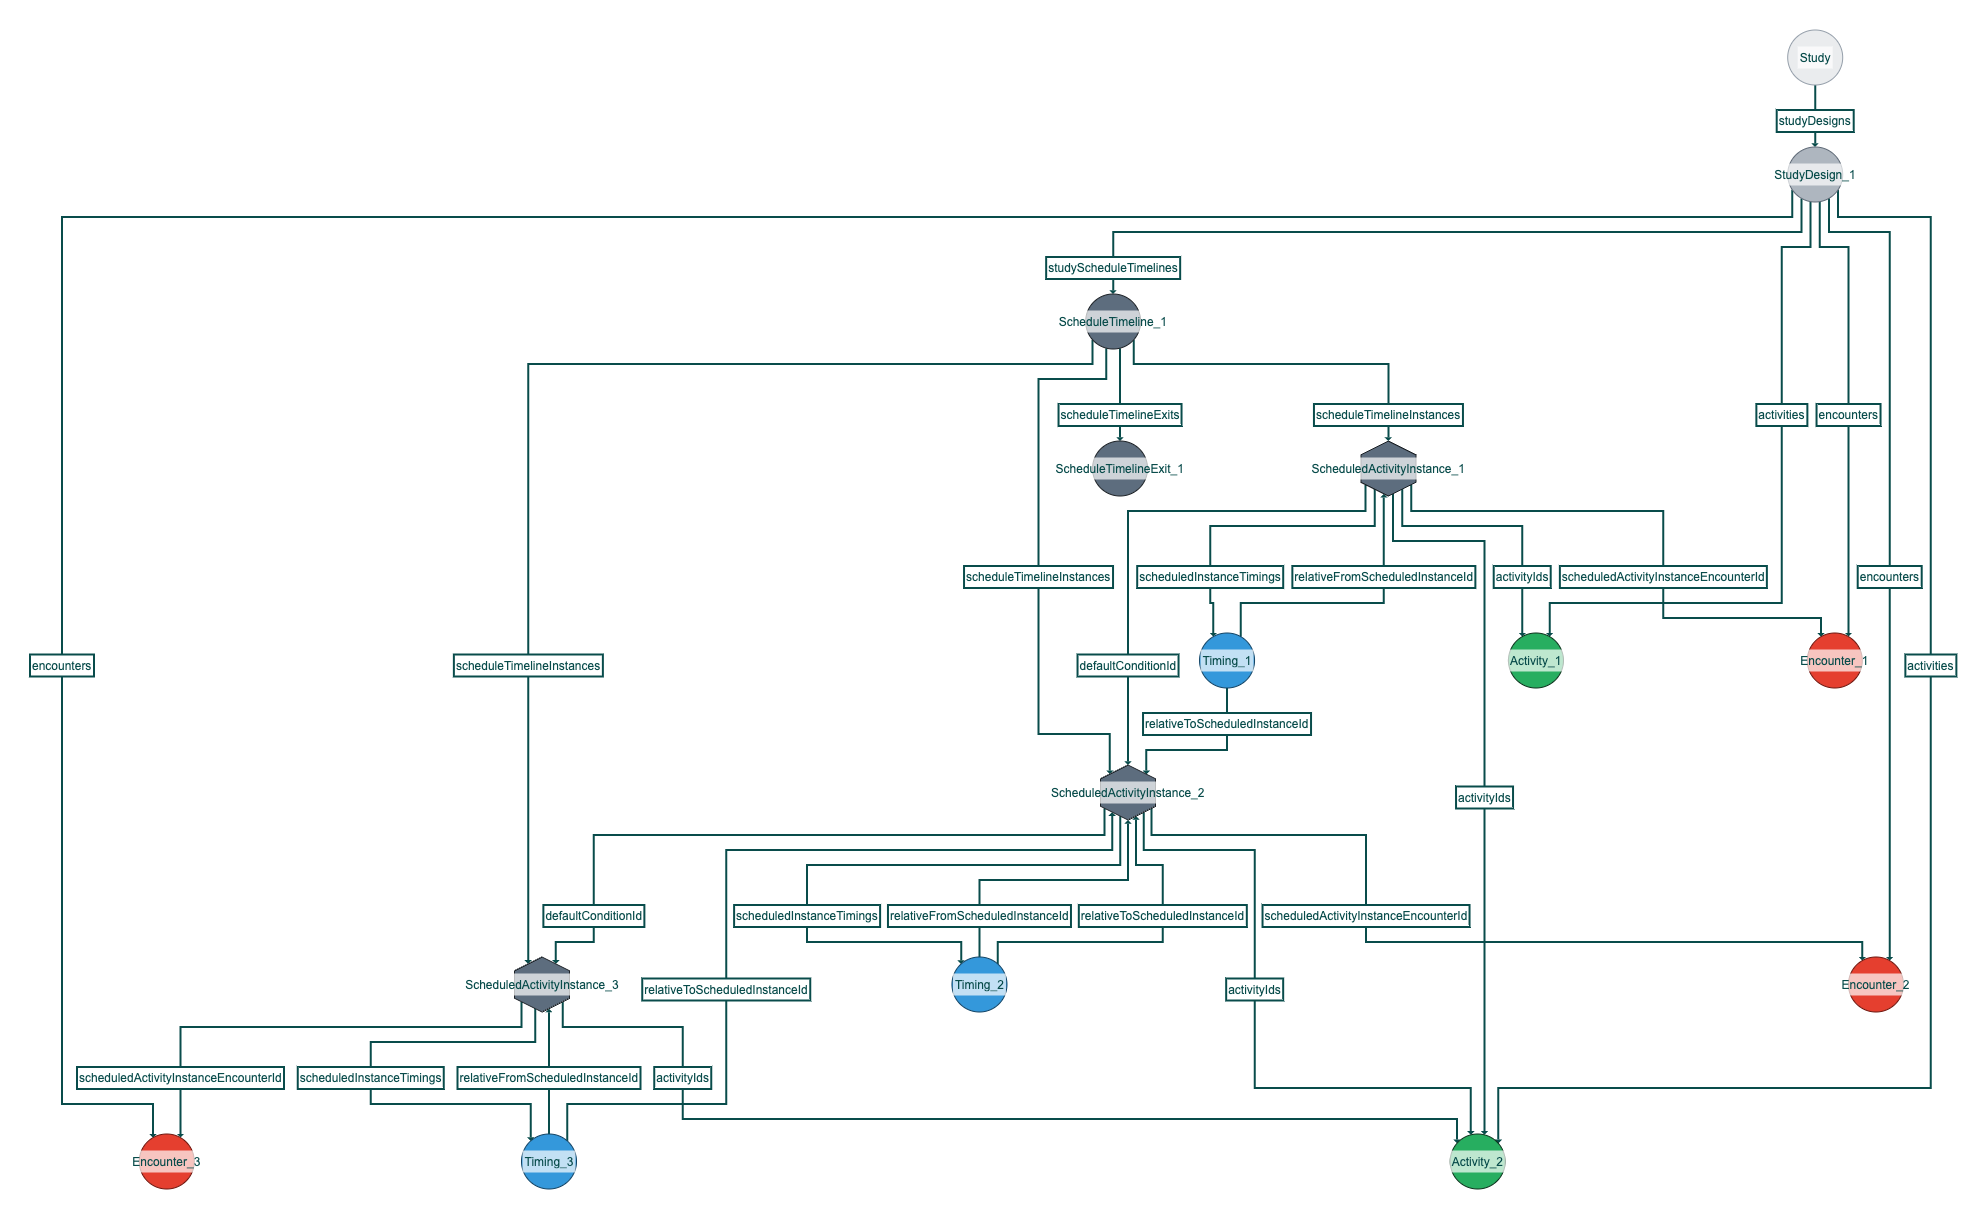 Study
studyDesigns
StudyDesign_1
studyScheduleTimelines
ScheduleTimeline_1
scheduleTimelineExits
scheduleTimelineInstances
activities
encounters
ScheduleTimelineExit_1
ScheduledActivityInstance_1
scheduleTimelineInstances
scheduledInstanceTimings
relativeFromScheduledInstanceId
activityIds
scheduledActivityInstanceEncounterId
encounters
encounters
scheduleTimelineInstances
defaultConditionId
Timing_1
Activity_1
Encounter_1
activities
relativeToScheduledInstanceId
ScheduledActivityInstance_2
activityIds
defaultConditionId
scheduledInstanceTimings
relativeFromScheduledInstanceId
relativeToScheduledInstanceId
scheduledActivityInstanceEncounterId
ScheduledActivityInstance_3
relativeToScheduledInstanceId
Timing_2
activityIds
Encounter_2
scheduledActivityInstanceEncounterId
scheduledInstanceTimings
relativeFromScheduledInstanceId
activityIds
Encounter_3
Timing_3
Activity_2